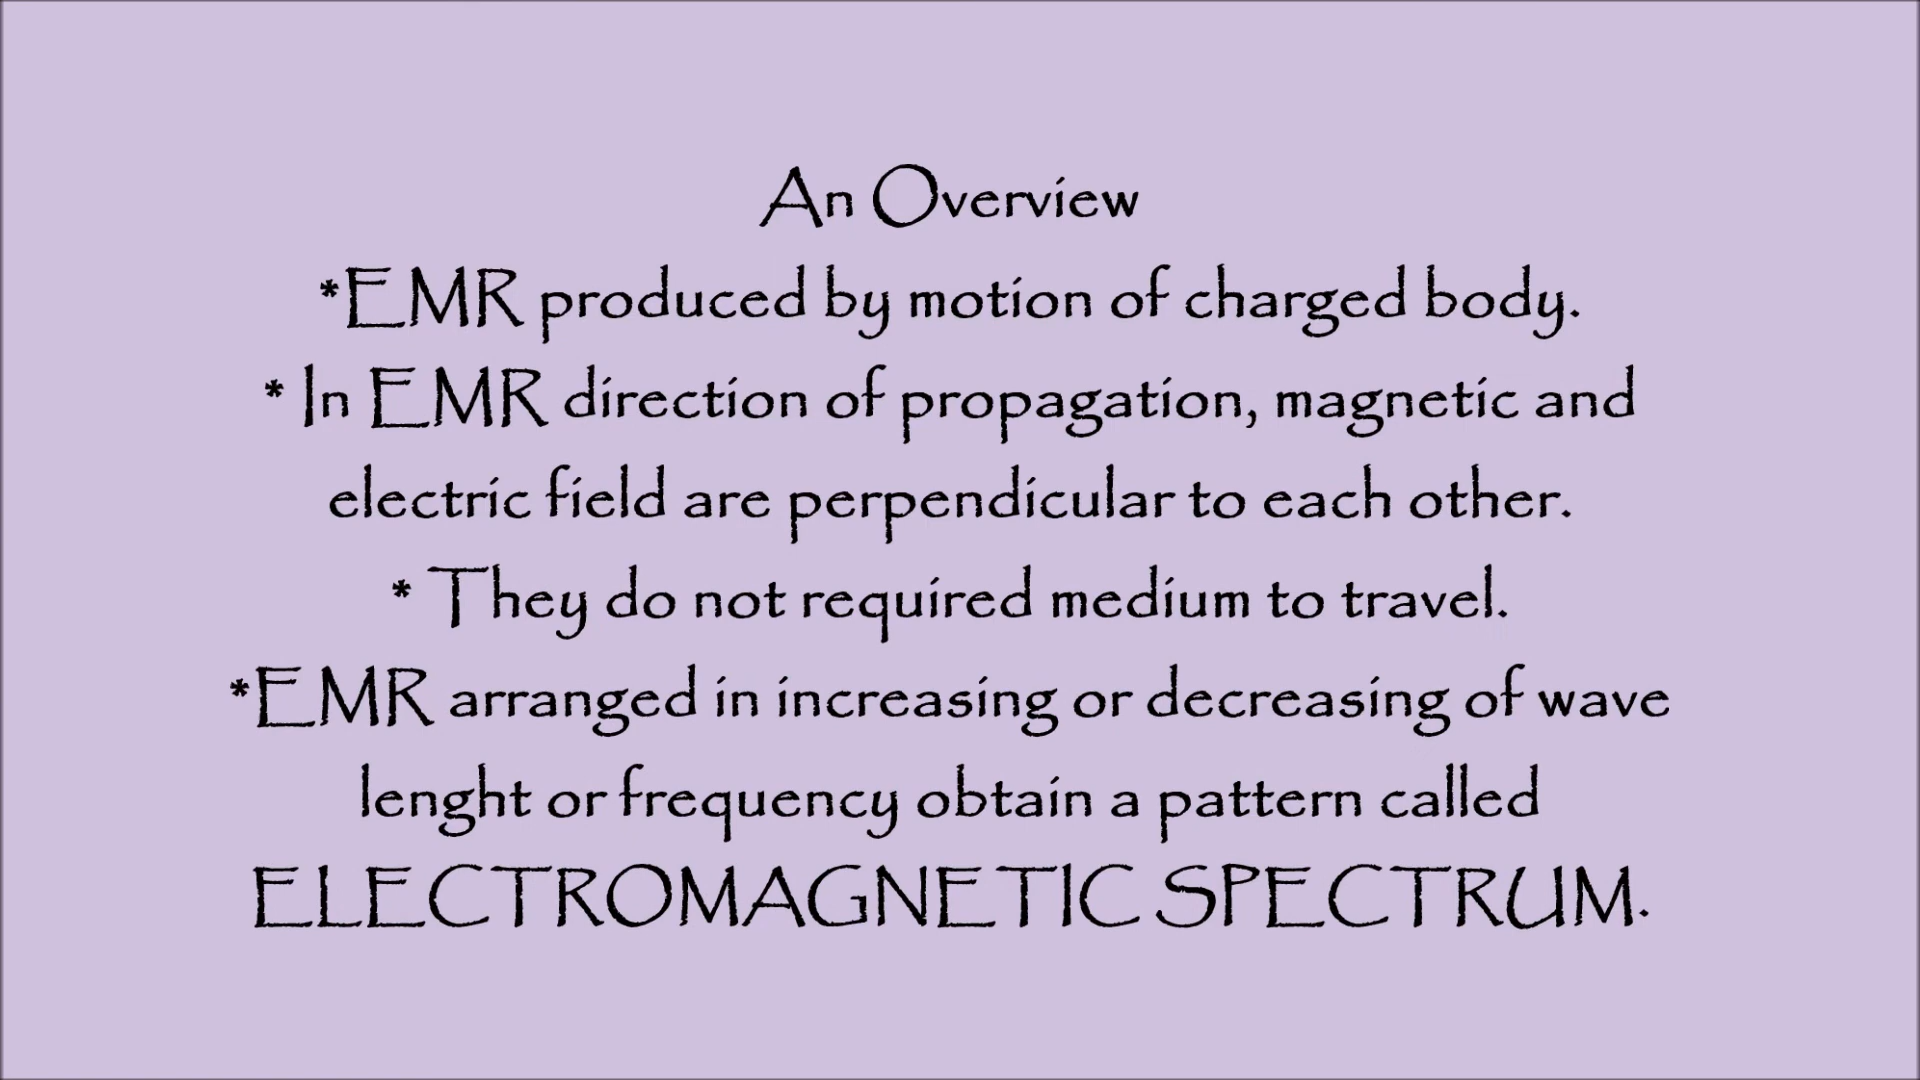 An Overview
*EMR produced by motion of charged body.
* In EMR direction of propagation, magnetic and
electric field are perpendicular to each other.
* They do not required medium to travel.
*EMR arranged in increasing or decreasing of wave
lenght or frequency obtain a pattern called
ELECTROMAGNETIC SPECTRUM.